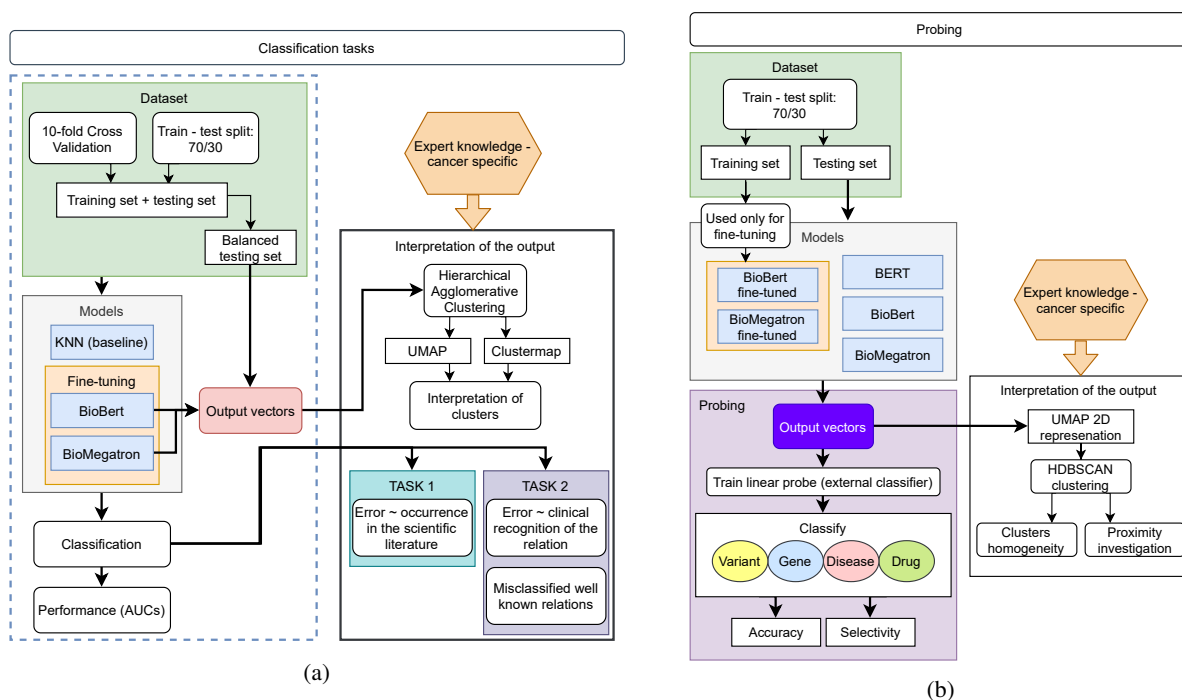 Classification tasks
Dataset
10-fold Cross
Validation
Train - test split:
70/30
Training set + testing set
Balanced
testing set
Models
KNN (baseline)
Fine-tuning
BioBert
BioMegatron
Output vectors
Classification
Performance (AUCs)
Expert knowledge -
cancer specific
Interpretation of the output
Hierarchical
Agglomerative
Clustering
UMAP
Clustermap
Interpretation of
clusters
TASK 1
Error ~ occurrence
in the scientific
literature
TASK 2
Error ~ clinical
recognition of the
relation
Misclassified well
known relations
(a)
Probing
Dataset
Train - test split:
70/30
Training set
Testing set
Used only for
fine-tuning
Models
BioBert
fine-tuned
BioMegatron
fine-tuned
BERT
BioBert
BioMegatron
Probing
Output vectors
Train linear probe (external classifier)
Classify
Variant
Gene
Disease
Drug
Accuracy
Selectivity
Expert knowledge -
cancer specific
Interpretation of the output
UMAP 2D
represenation
HDBSCAN
clustering
Clusters
homogeneity
Proximity
investigation
(b)